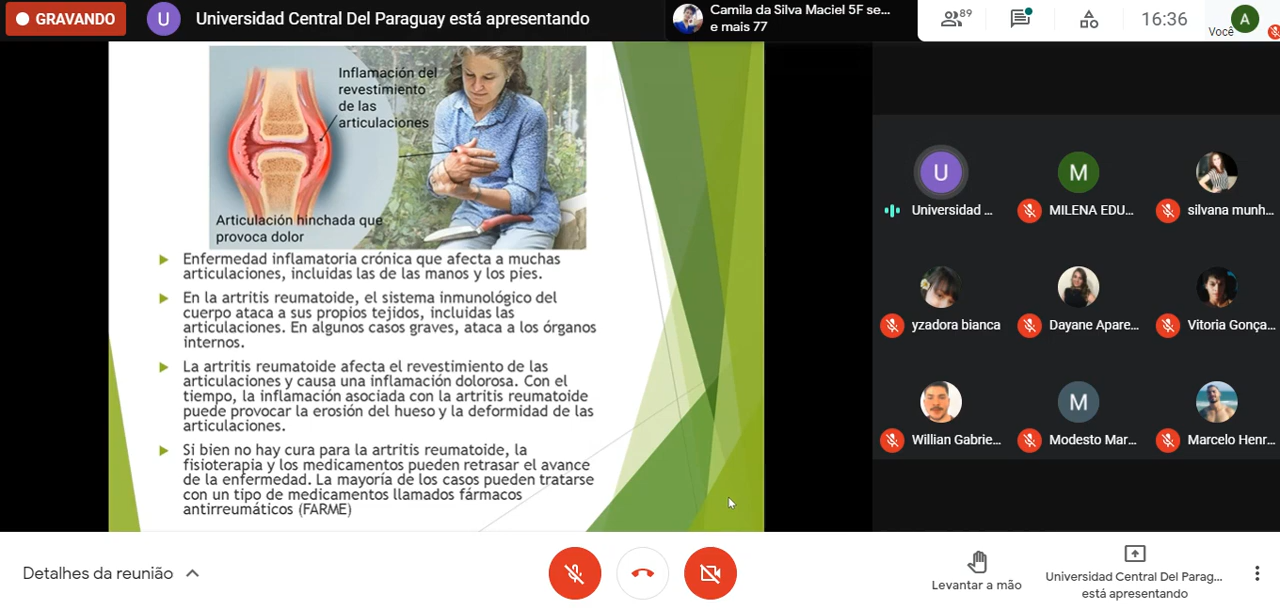 GRAVANDO
U
Universidad Central Del Paraguay está apresentando
Camila da Silva Maciel 5F se...
e mais 77
89
16:36
Você
A
Inflamación del
revestimiento
de las
articulaciones
Articulación hinchada que
provoca dolor
Enfermedad inflamatoria crónica que afecta a muchas
articulaciones, incluidas las de las manos y los pies.
En la artritis reumatoide, el sistema inmunológico del
cuerpo ataca a sus propios tejidos, incluidas las
articulaciones. En algunos casos graves, ataca a los órganos
internos.
La artritis reumatoide afecta el revestimiento de las
articulaciones y causa una inflamación dolorosa. Con el
tiempo, la inflamación asociada con la artritis reumatoide
puede provocar la erosión del hueso y la deformidad de las
articulaciones.
Si bien no hay cura para la artritis reumatoide, la
fisioterapia y los medicamentos pueden retrasar el avance
de la enfermedad. La mayoría de los casos pueden tratarse
con un tipo de medicamentos llamados fármacos
antirreumáticos (FARME)
U
M
Universidad ...
MILENA EDU...
silvana munh...
yzadora bianca
Dayane Apare...
Vitoria Gonça...
M
Willian Gabrie...
Modesto Mar...
Marcelo Henr...
Detalhes da reunião
Levantar a mão
Universidad Central Del Parag...
está apresentando